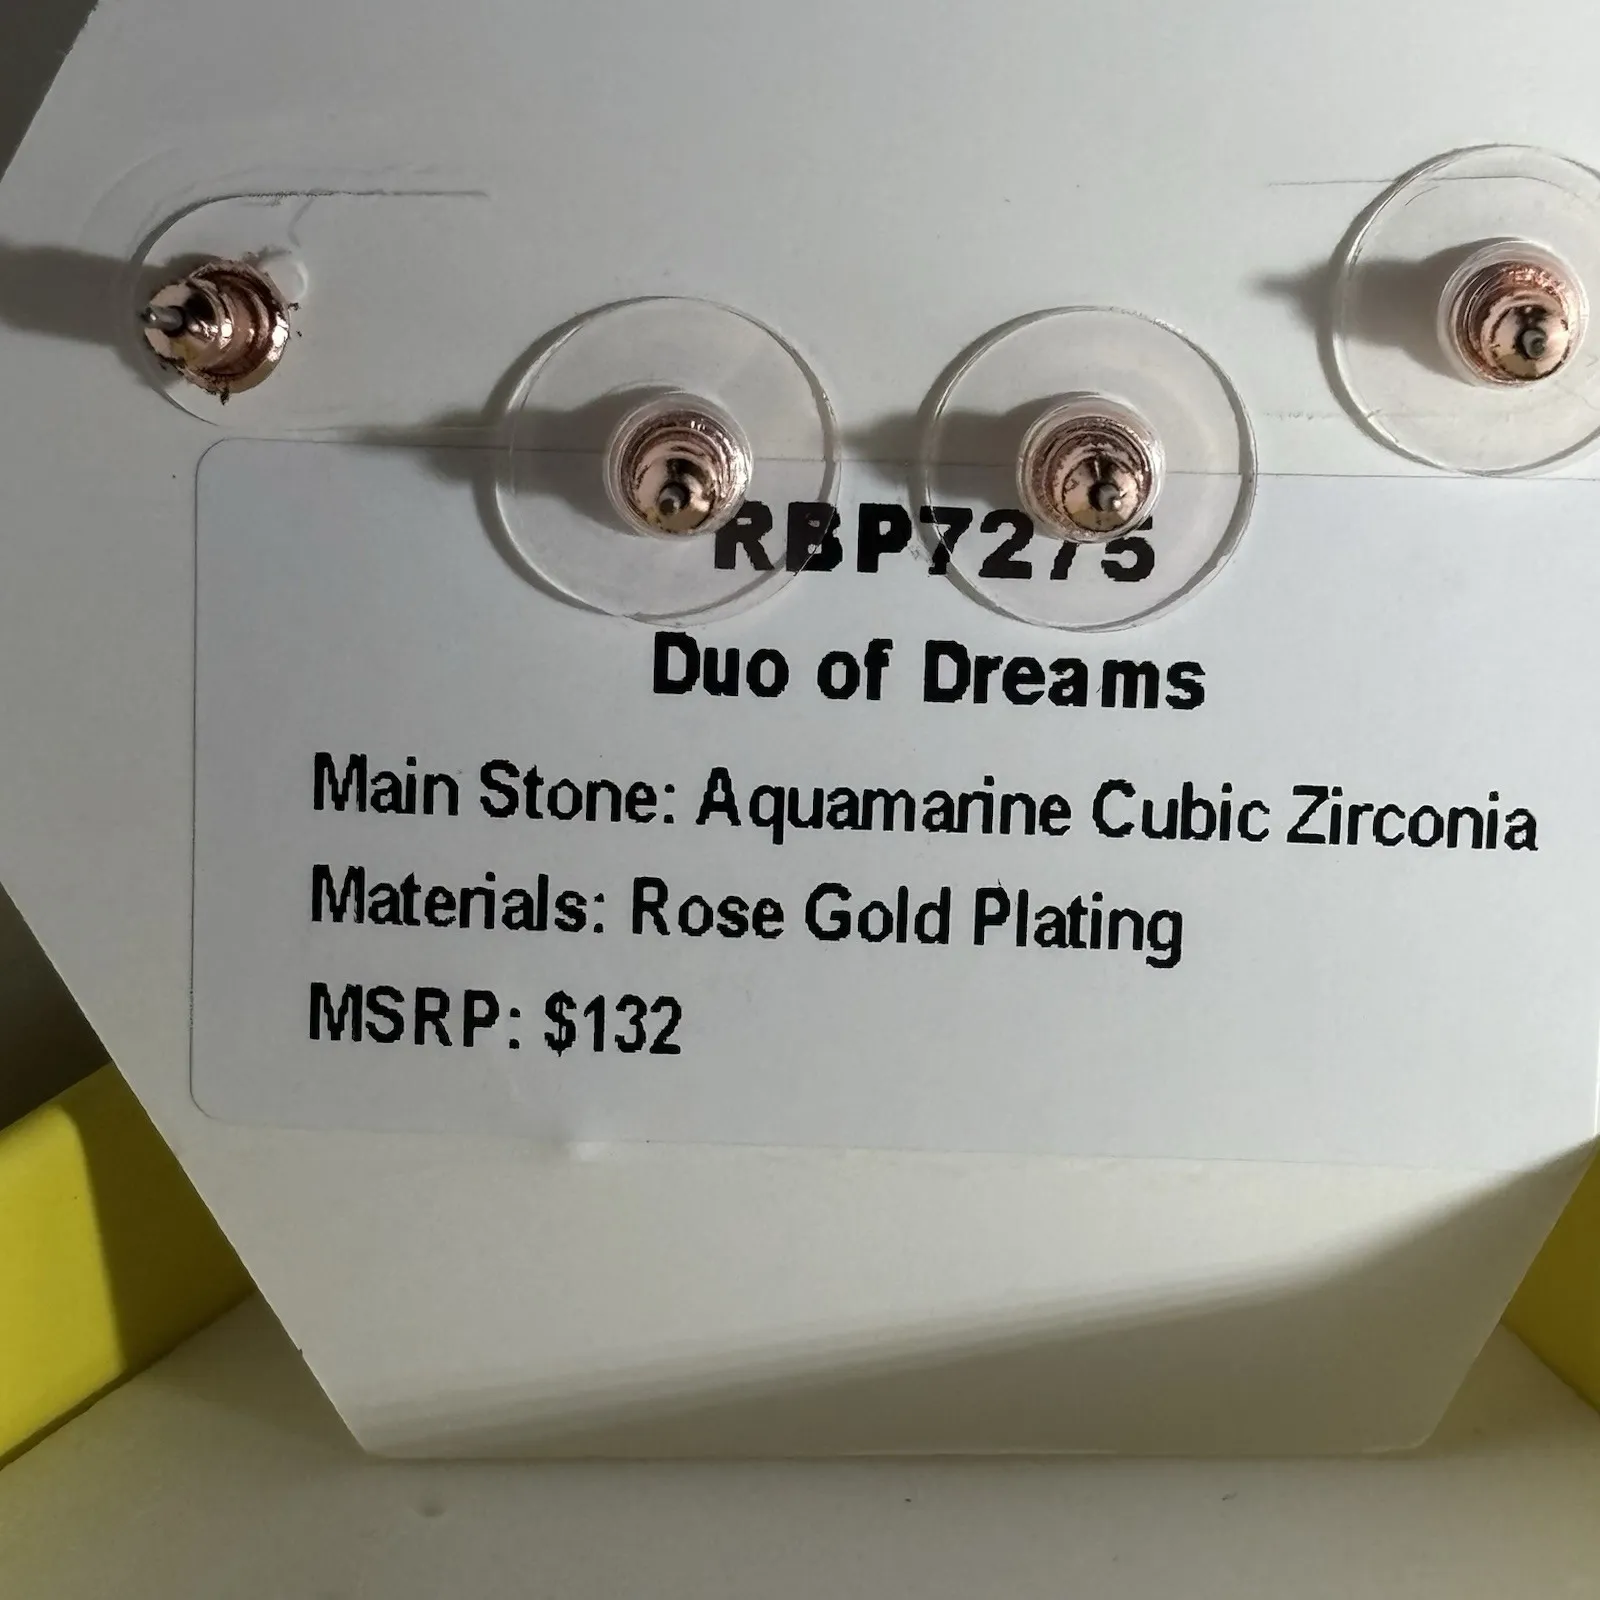 RBP7275
Duo of Dreams
Main Stone: Aquamarine Cubic Zirconia
Materials: Rose Gold Plating
MSRP: $132